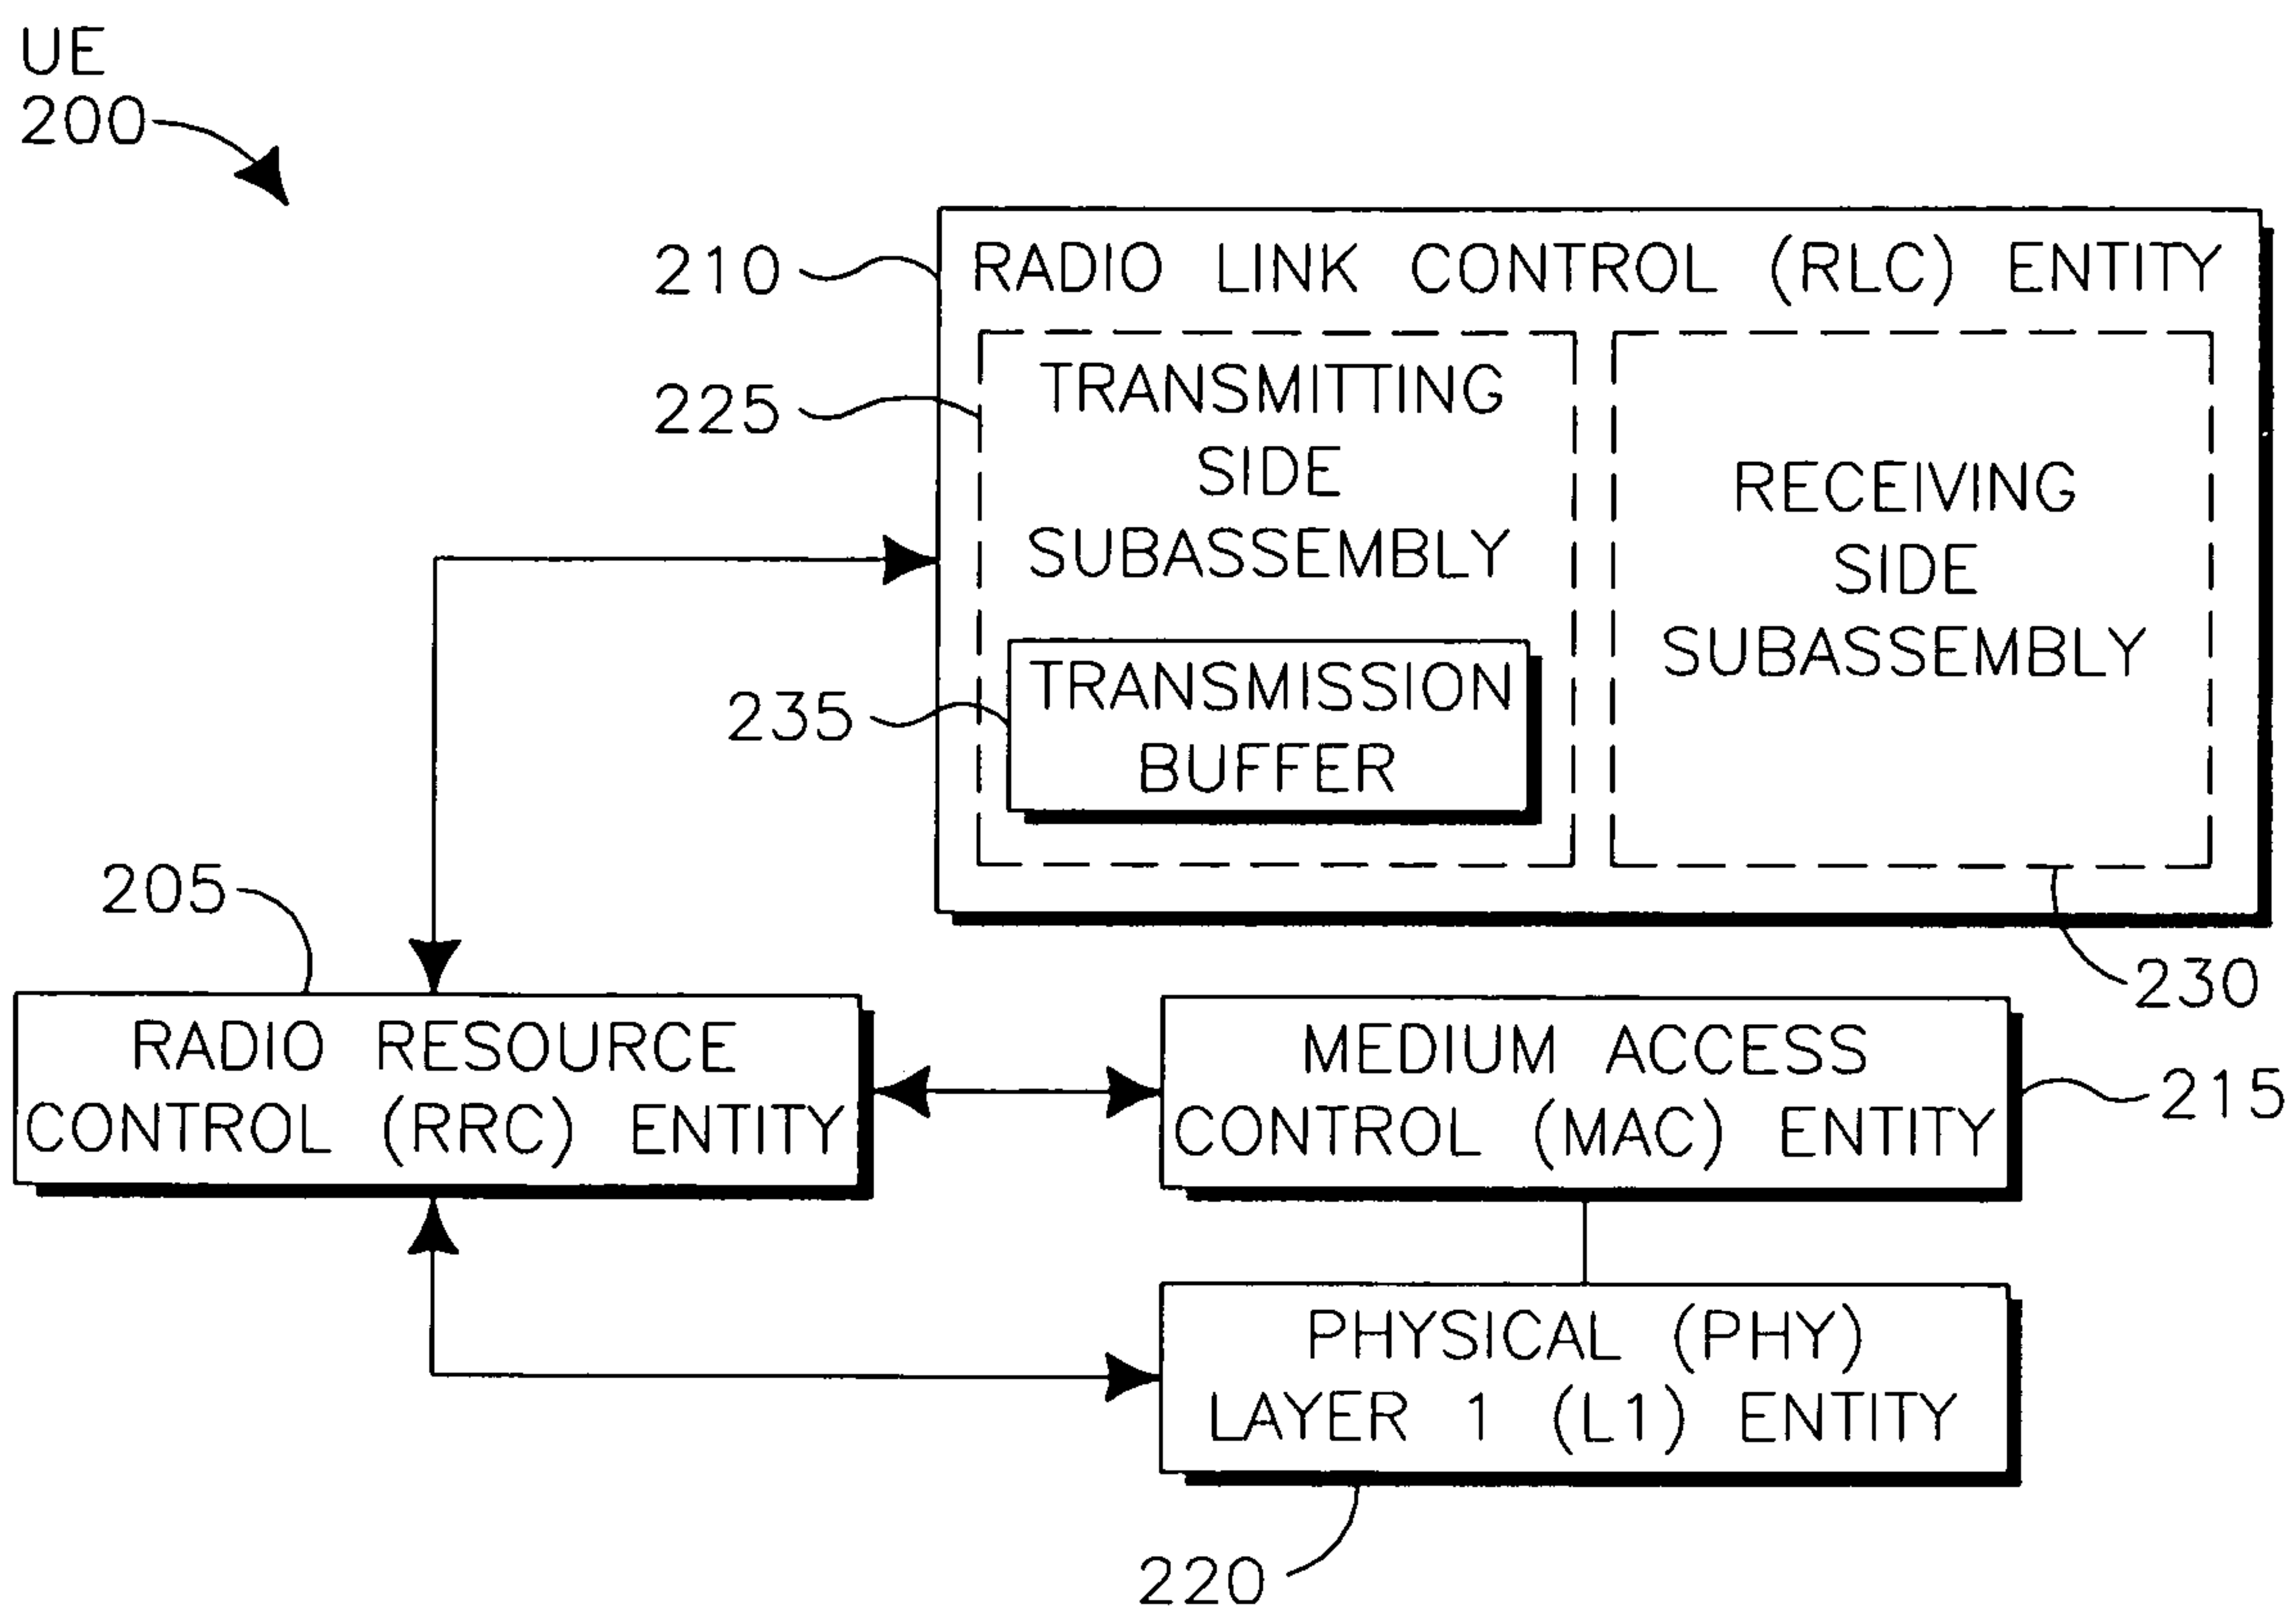 UE
200
210
RADIO LINK CONTROL (RLC) ENTITY
225
TRANSMITTING
SIDE
SUBASSEMBLY
RECEIVING
SIDE
SUBASSEMBLY
235
TRANSMISSION
BUFFER
205
230
RADIO RESOURCE
CONTROL (RRC) ENTITY
MEDIUM ACCESS
CONTROL (MAC) ENTITY
215
PHYSICAL (PHY)
LAYER 1 (L1) ENTITY
220